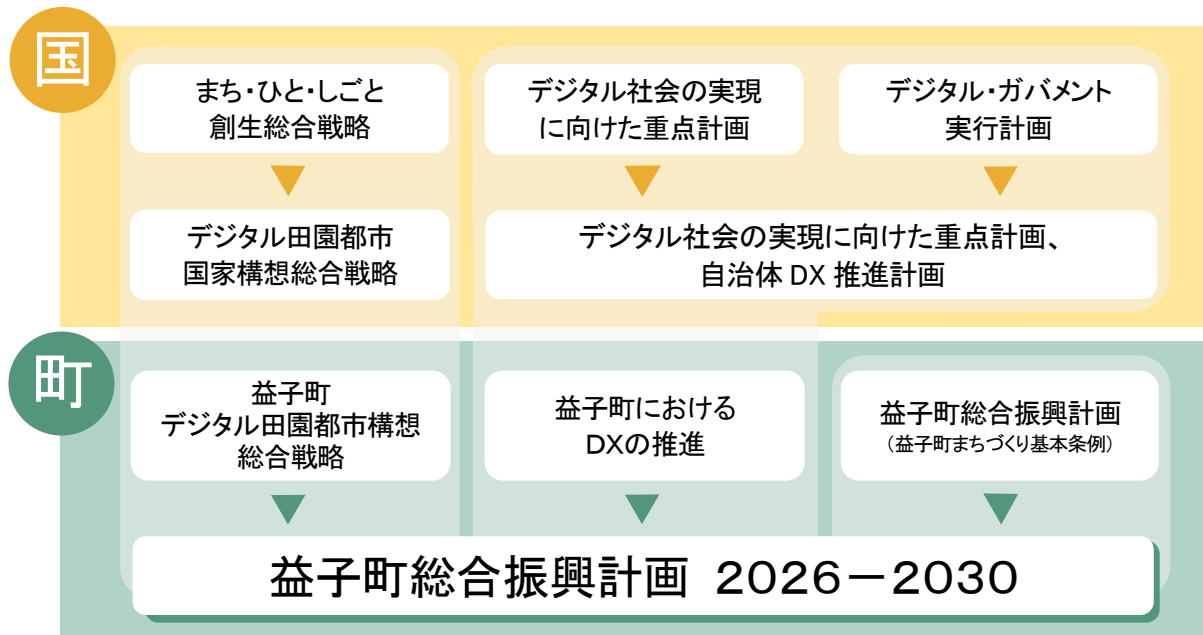 国
まち・ひと・しごと
創生総合戦略
デジタル社会の実現
に向けた重点計画
デジタル・ガバメント
実行計画
デジタル田園都市
国家構想総合戦略
デジタル社会の実現に向けた重点計画、
自治体 DX 推進計画
町
益子町
デジタル田園都市構想
総合戦略
益子町における
DXの推進
益子町総合振興計画
(益子町まちづくり基本条例)
益子町総合振興計画 2026－2030